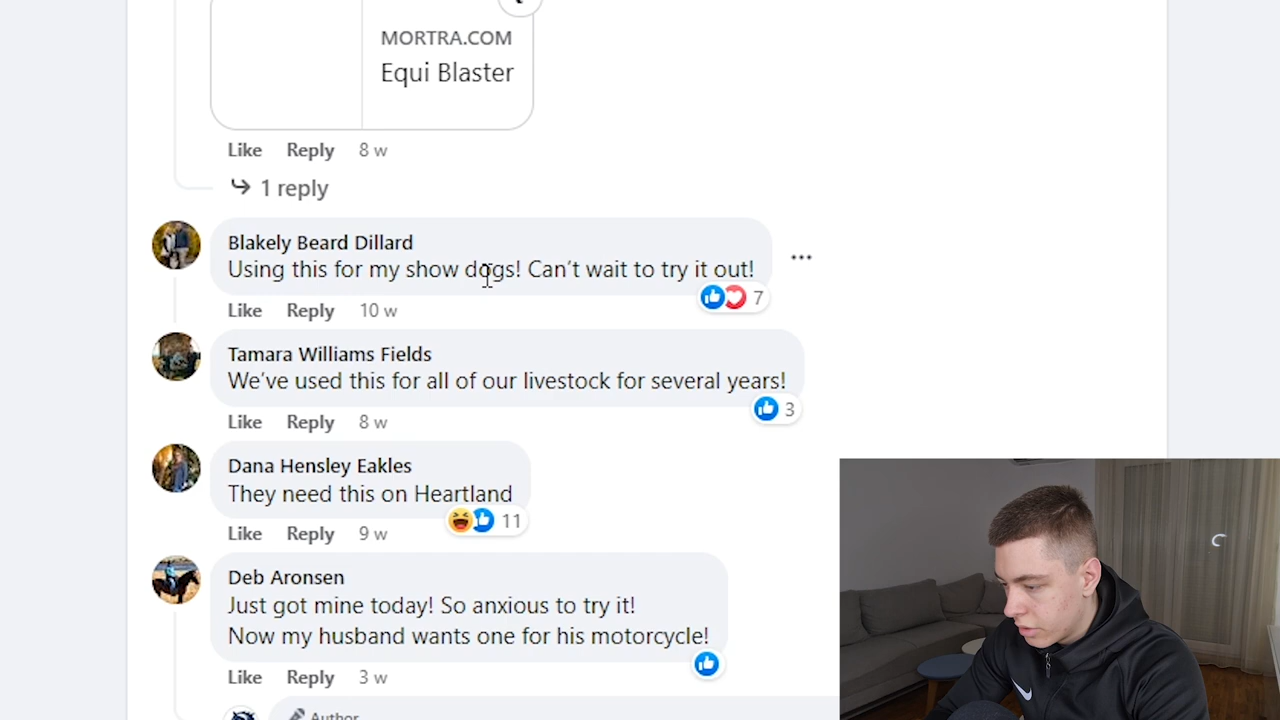 MORTRA.COM
Equi Blaster
Like Reply 8 w
1 reply
Blakely Beard Dillard
Using this for my show dogs! Can't wait to try it out!
7
Like Reply 10 w
Tamara Williams Fields
We've used this for all of our livestock for several years!
3
Like Reply 8 w
Dana Hensley Eakles
They need this on Heartland
11
Like Reply 9 w
Deb Aronsen
Just got mine today! So anxious to try it!
Now my husband wants one for his motorcycle!
Like Reply 3 w
Author